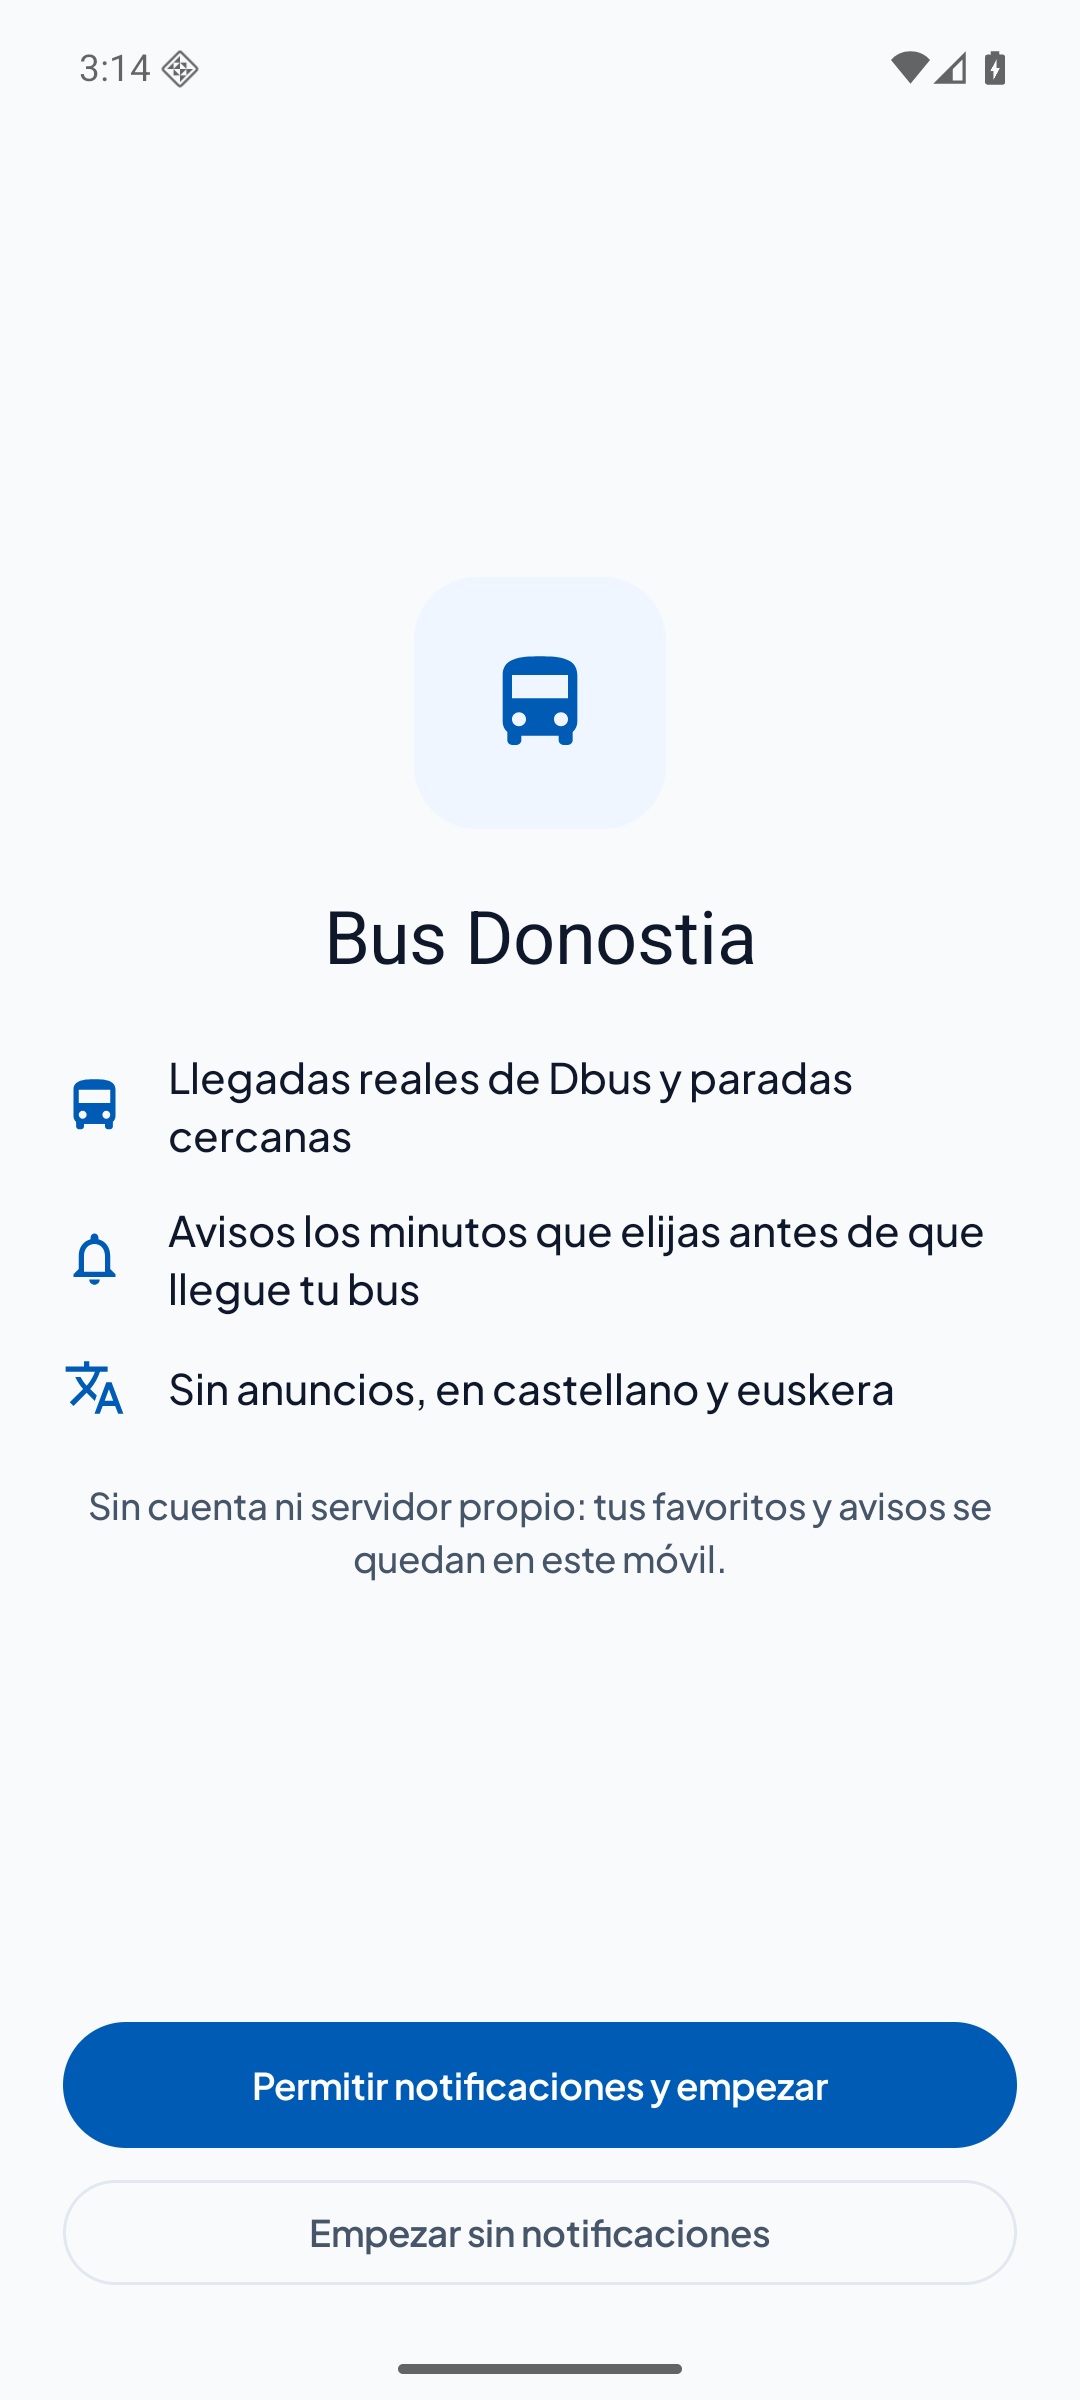 3:14
Bus Donostia
Llegadas reales de Dbus y paradas
cercanas
Avisos los minutos que elijas antes de que
llegue tu bus
Sin anuncios, en castellano y euskera
Sin cuenta ni servidor propio: tus favoritos y avisos se
quedan en este móvil.
Permitir notificaciones y empezar
Empezar sin notificaciones